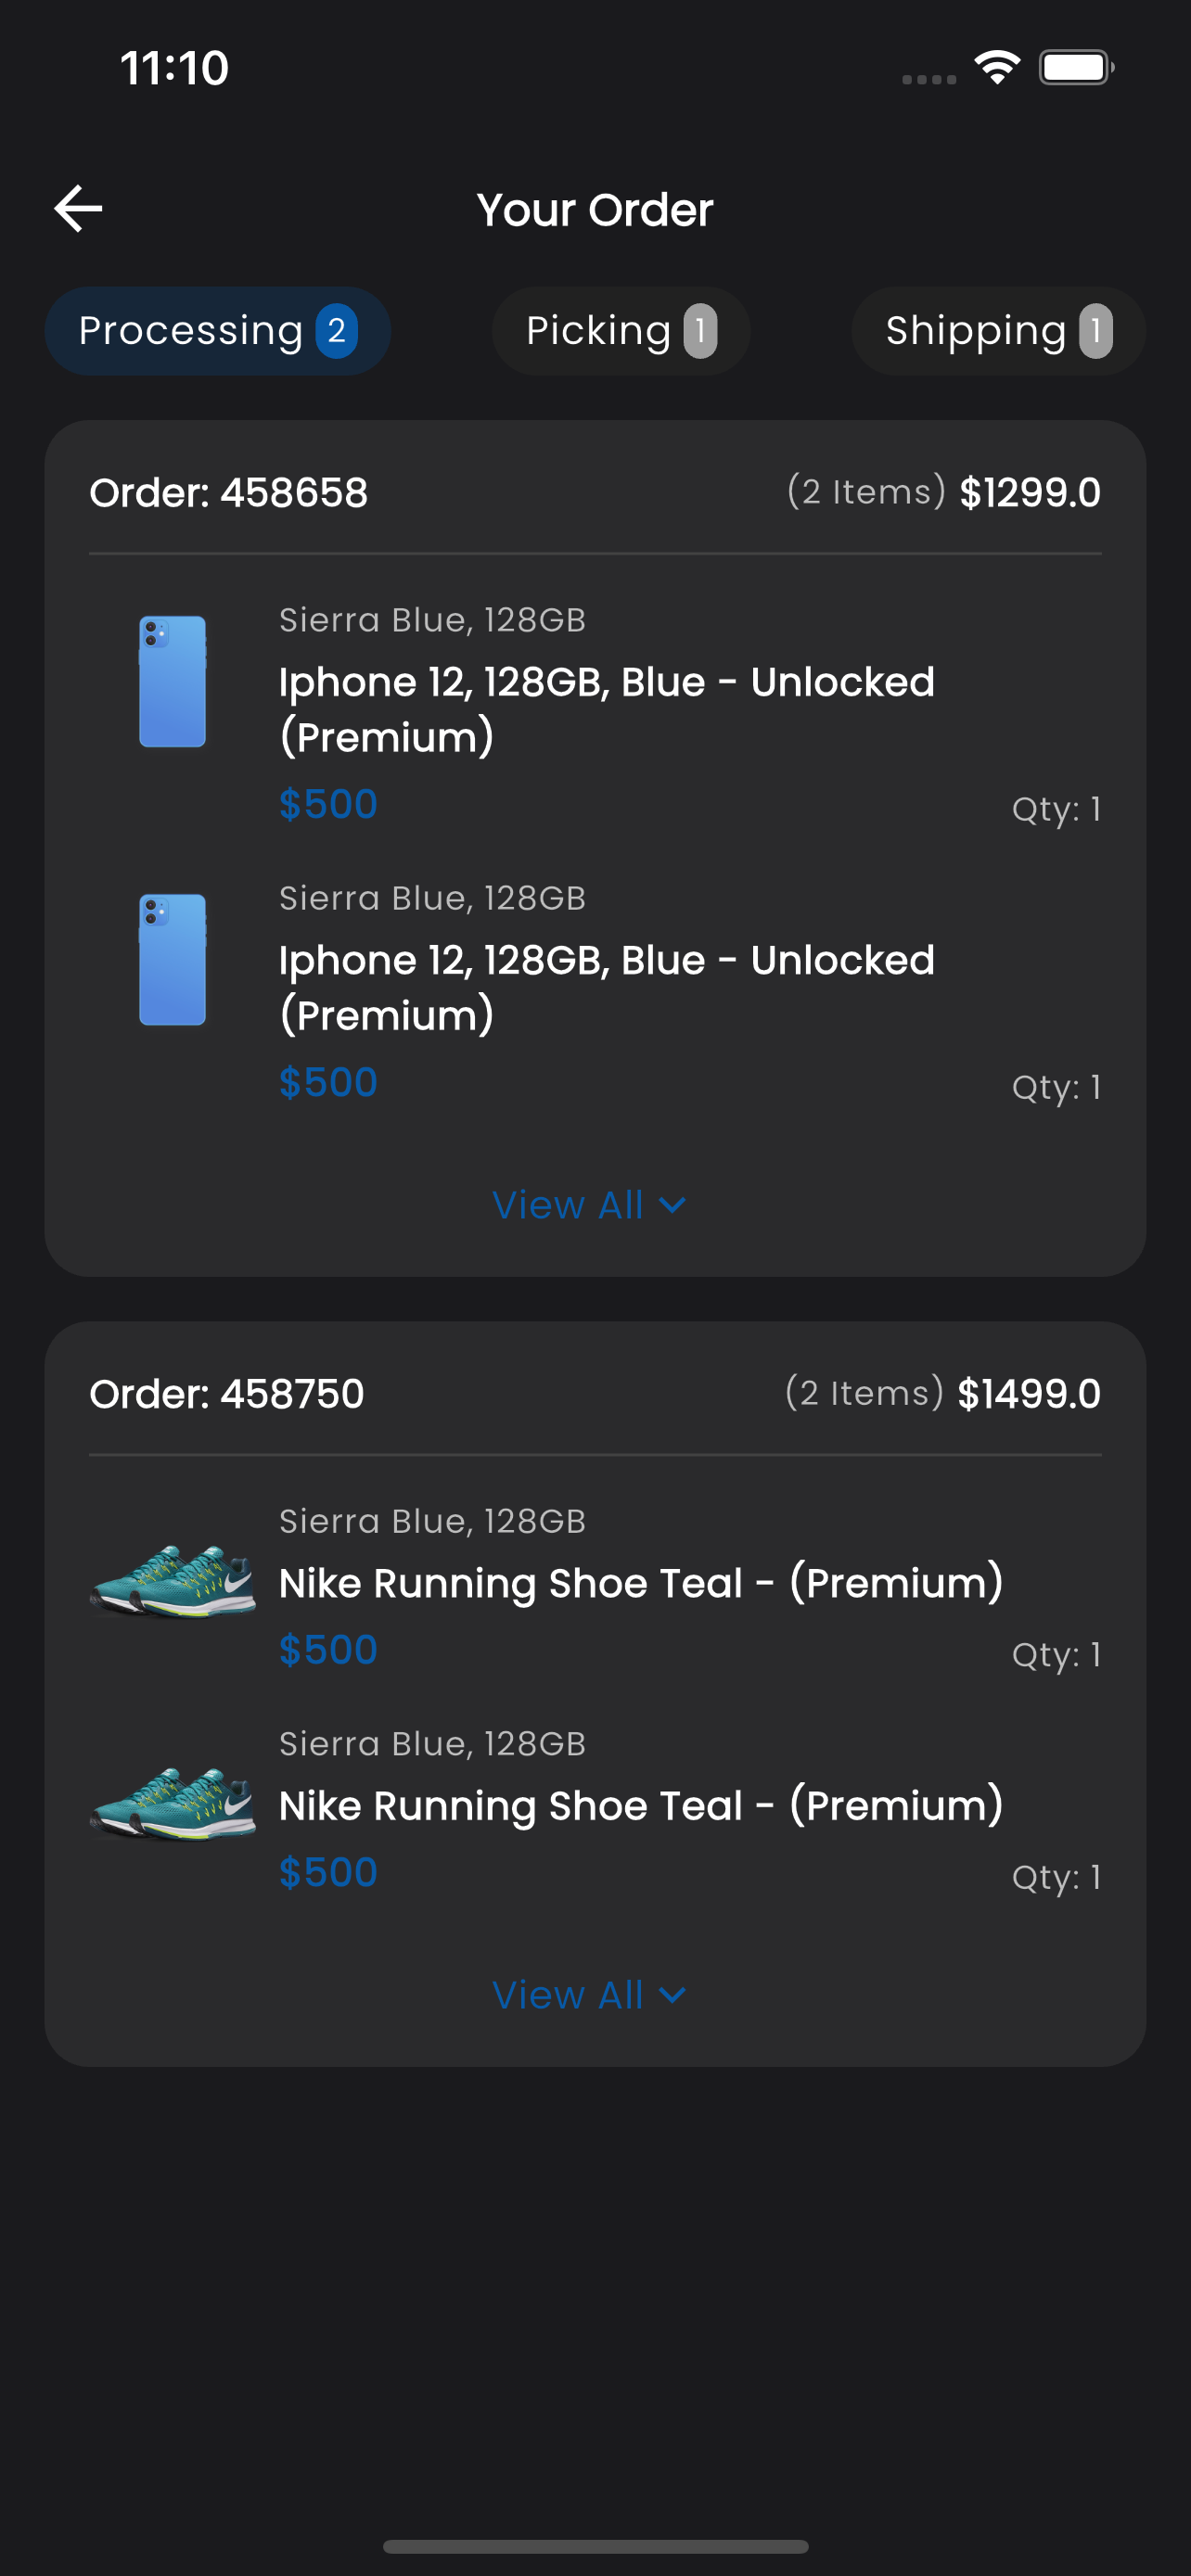 11:10
Your Order
Processing 2 Picking 1 Shipping 1
Order: 458658 (2 Items) $1299.0
Sierra Blue, 128GB
Iphone 12, 128GB, Blue - Unlocked
(Premium)
$500 Qty: 1
Sierra Blue, 128GB
Iphone 12, 128GB, Blue - Unlocked
(Premium)
$500 Qty: 1
View All
Order: 458750 (2 Items) $1499.0
Sierra Blue, 128GB
Nike Running Shoe Teal - (Premium)
$500 Qty: 1
Sierra Blue, 128GB
Nike Running Shoe Teal - (Premium)
$500 Qty: 1
View All